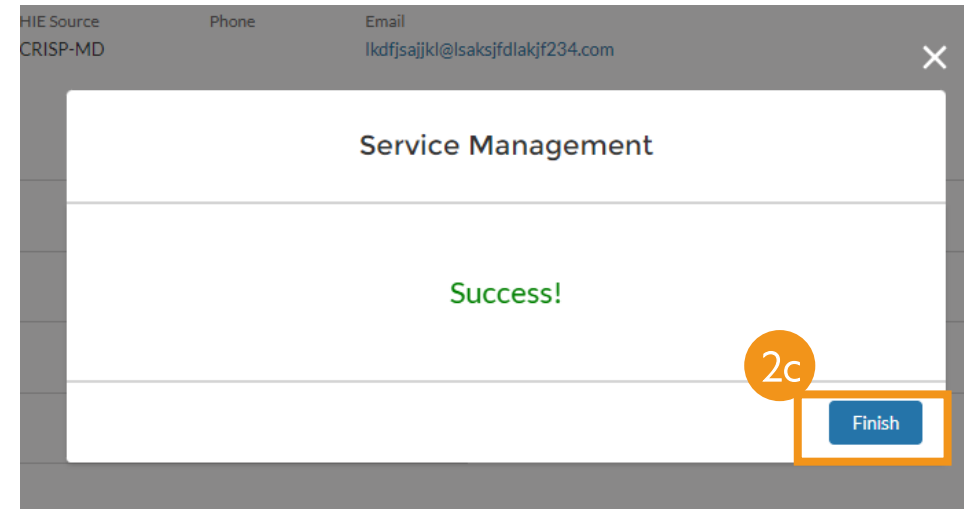 HIE Source Phone Email
CRISP-MD lkdfjsajjkl@lsaksjfdlakjf234.com
Service Management
Success!
2c
Finish